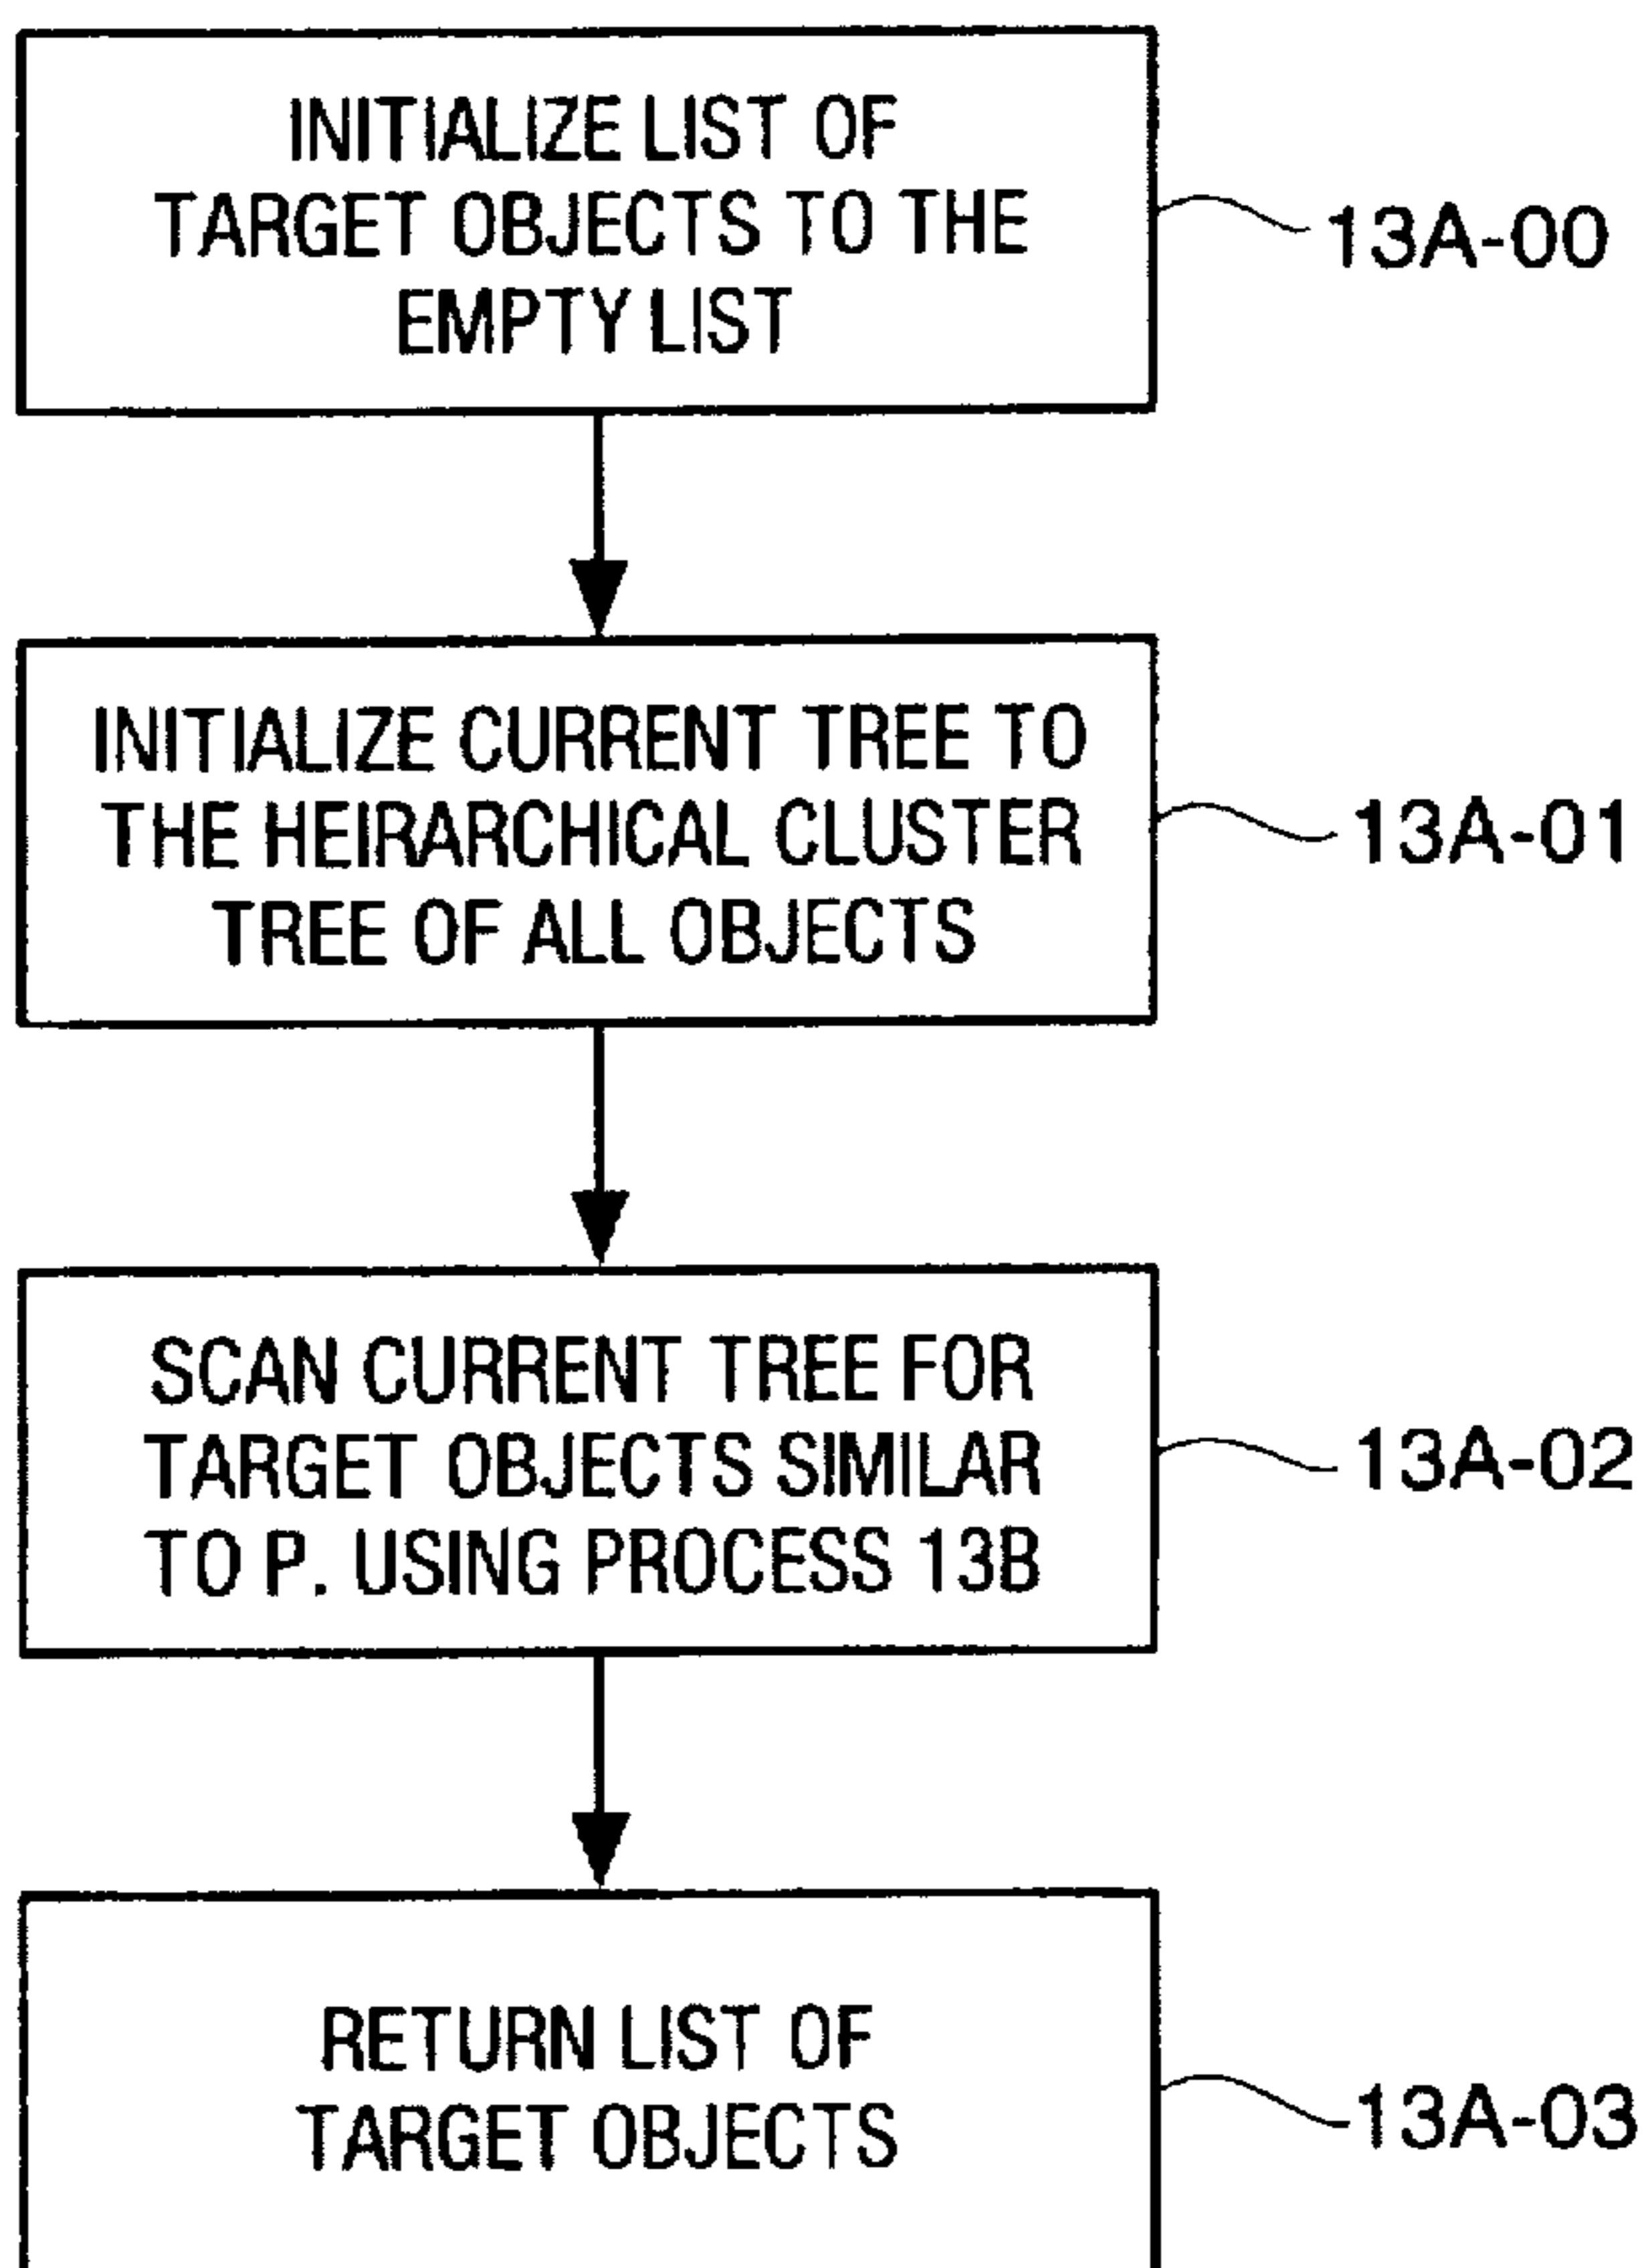 INITIALIZE LIST OF
TARGET OBJECTS TO THE
EMPTY LIST
13A-00
INITIALIZE CURRENT TREE TO
THE HEIRARCHICAL CLUSTER
TREE OF ALL OBJECTS
13A-01
SCAN CURRENT TREE FOR
TARGET OBJECTS SIMILAR
TO P. USING PROCESS 13B
13A-02
RETURN LIST OF
TARGET OBJECTS
13A-03